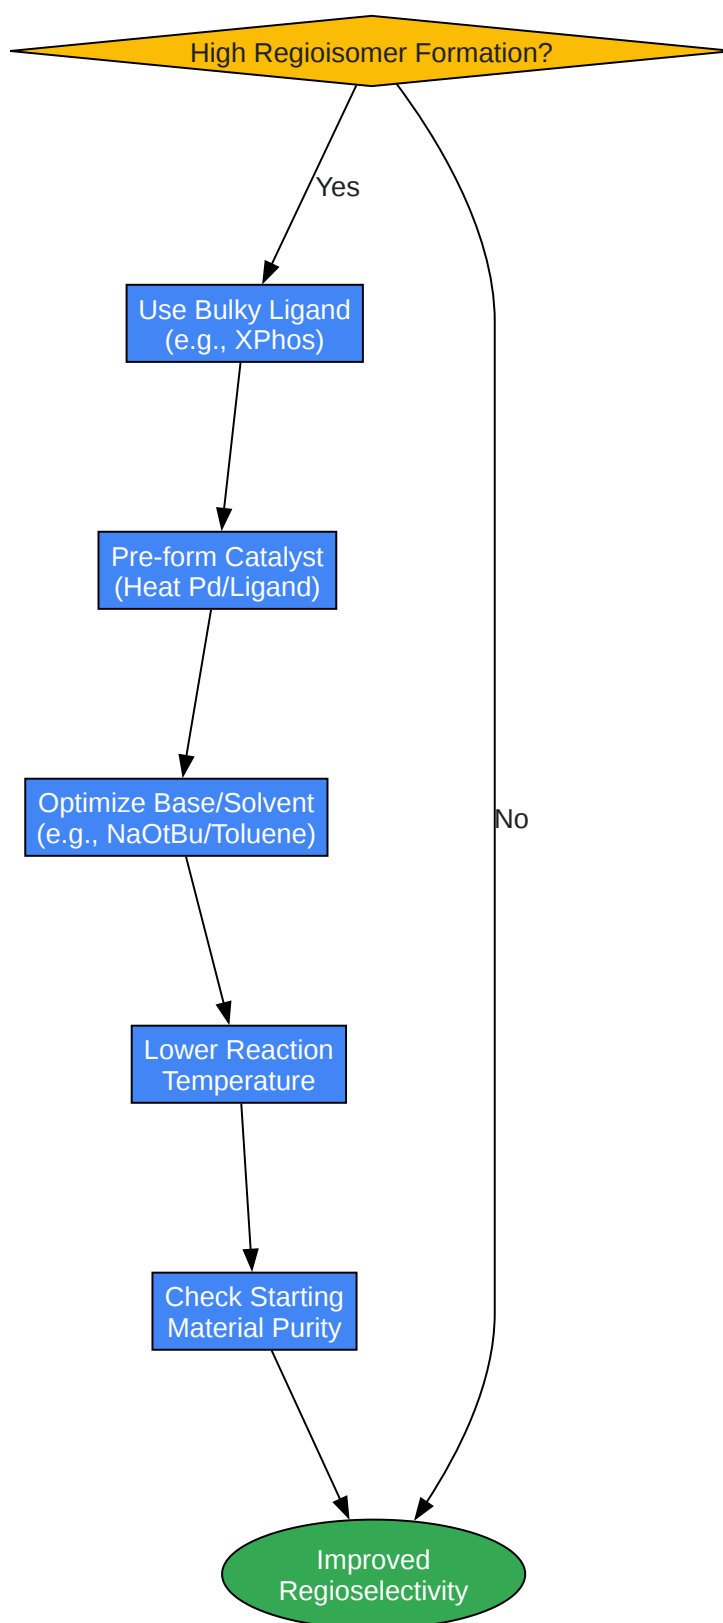 High Regioisomer Formation?
Yes
Use Bulky Ligand
(e.g., XPhos)
Pre-form Catalyst
(Heat Pd/Ligand)
Optimize Base/Solvent
(e.g., NaOtBu/Toluene)
No
Lower Reaction
Temperature
Check Starting
Material Purity
Improved
Regioselectivity